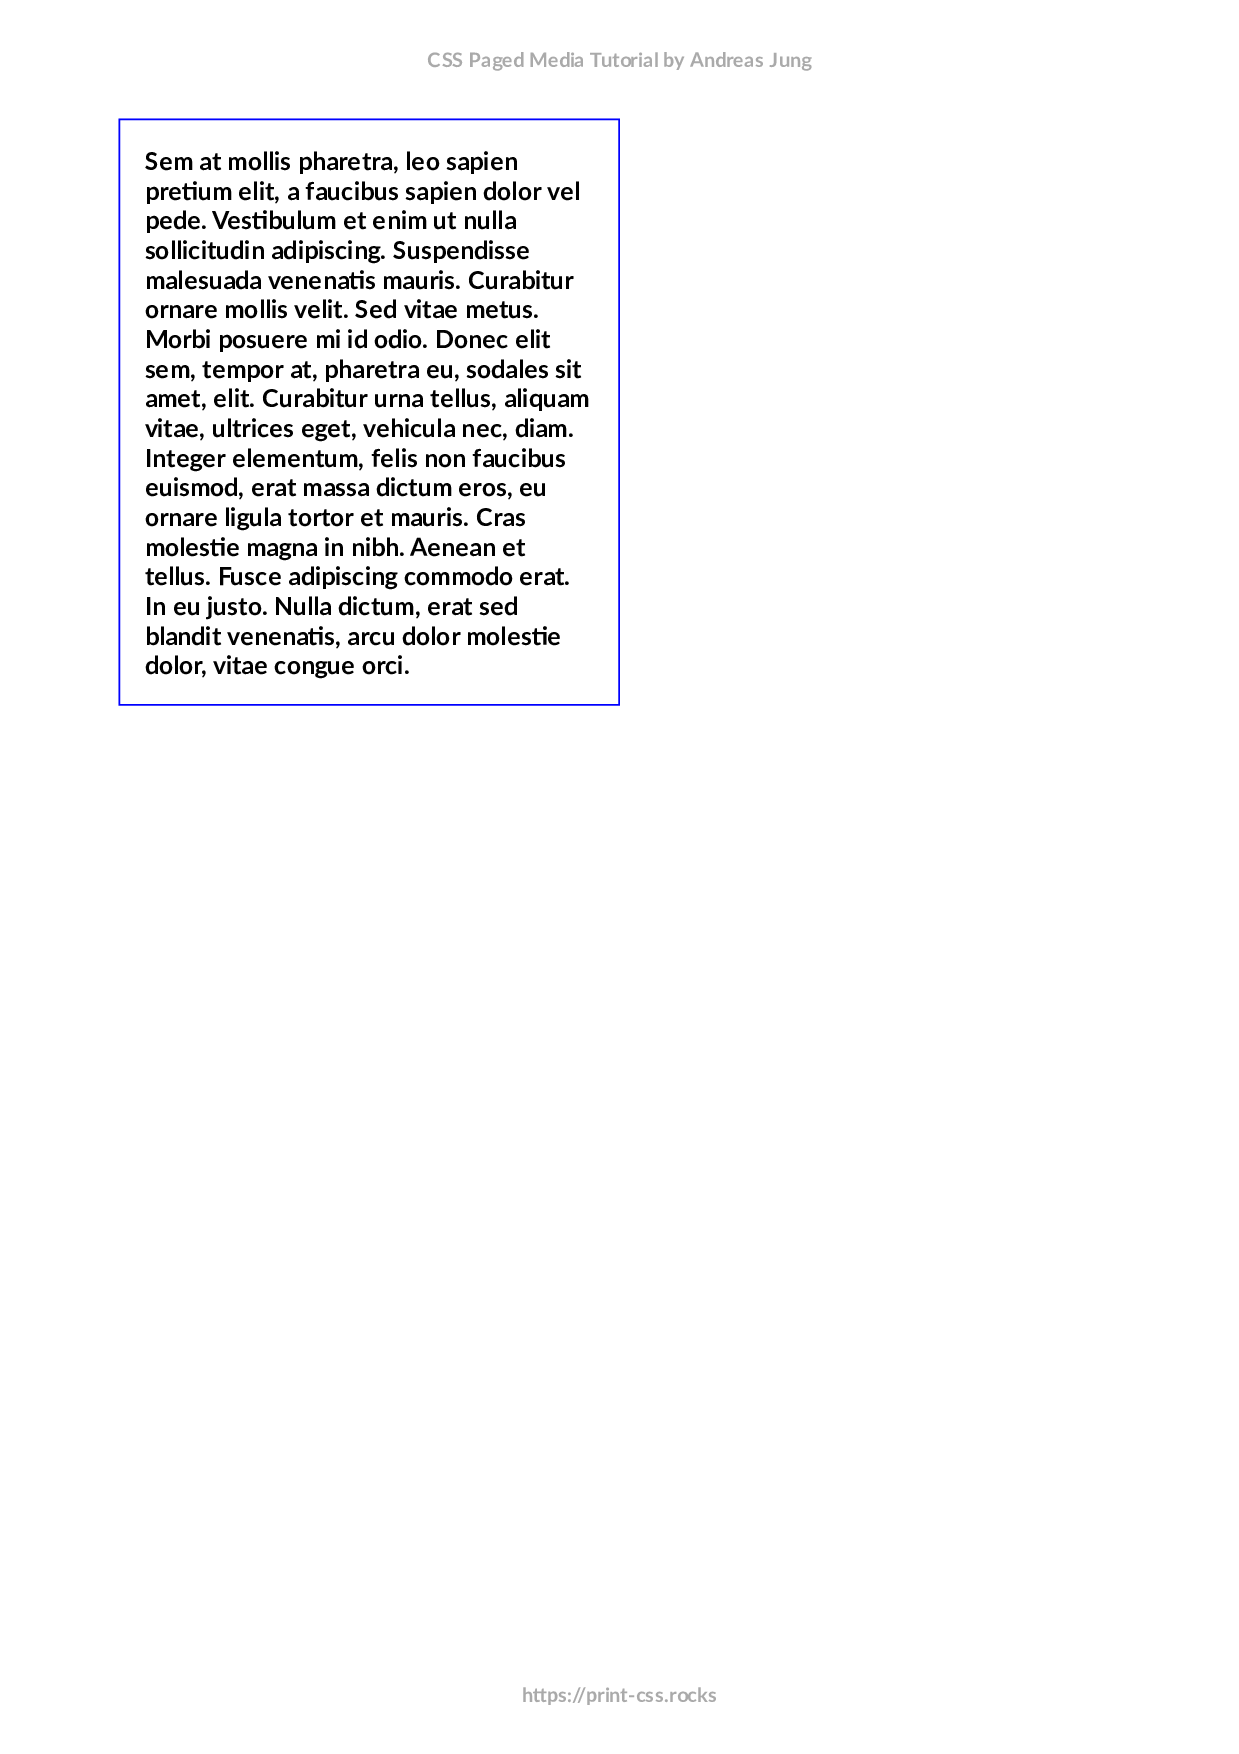 CSS Paged Media Tutorial by Andreas Jung
Sem at mollis pharetra, leo sapien
pretium elit, a faucibus sapien dolor vel
pede. Vestibulum et enim ut nulla
sollicitudin adipiscing. Suspendisse
malesuada venenatis mauris. Curabitur
ornare mollis velit. Sed vitae metus.
Morbi posuere mi id odio. Donec elit
sem, tempor at, pharetra eu, sodales sit
amet, elit. Curabitur urna tellus, aliquam
vitae, ultrices eget, vehicula nec, diam.
Integer elementum, felis non faucibus
euismod, erat massa dictum eros, eu
ornare ligula tortor et mauris. Cras
molestie magna in nibh. Aenean et
tellus. Fusce adipiscing commodo erat.
In eu justo. Nulla dictum, erat sed
blandit venenatis, arcu dolor molestie
dolor, vitae congue orci.
https://print-css.rocks